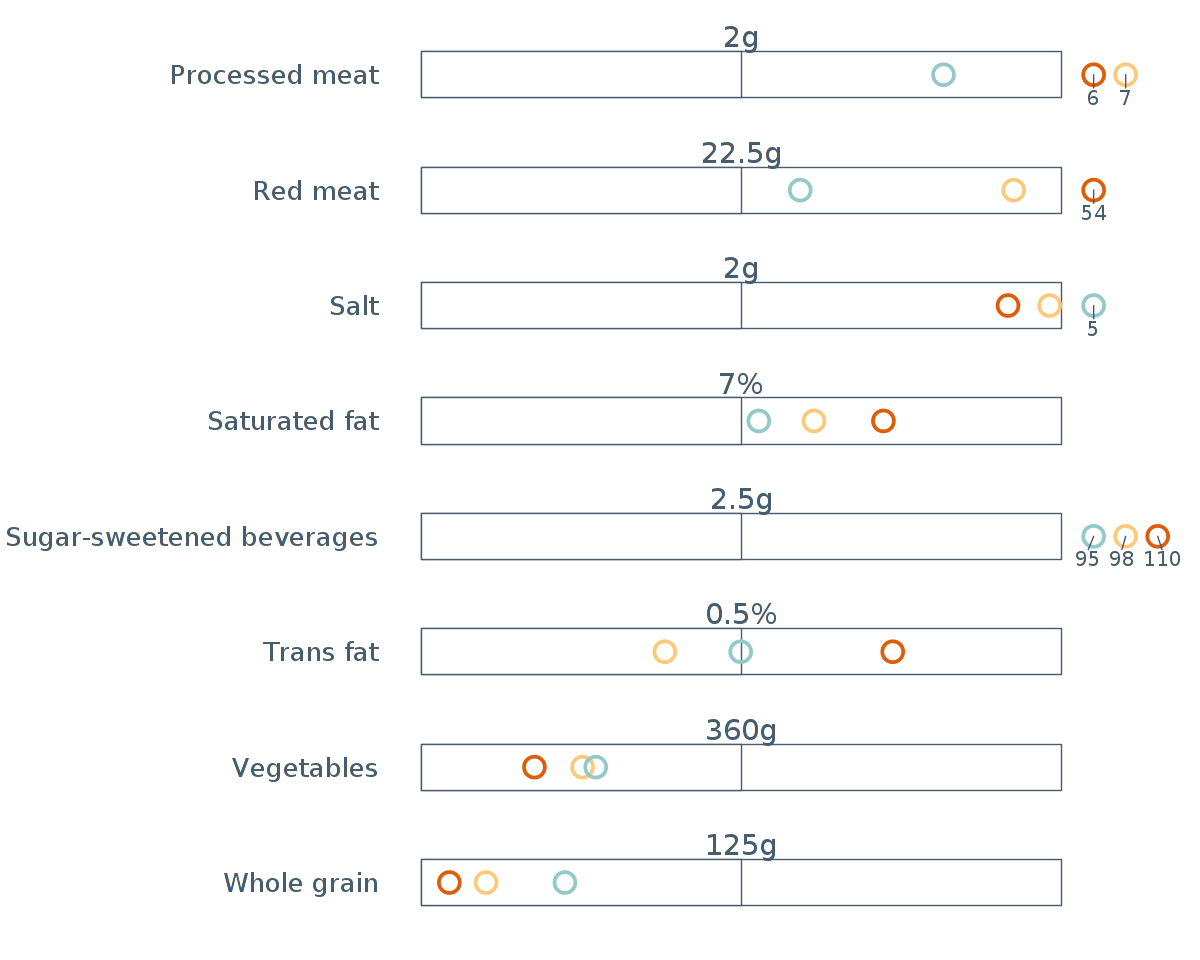 2g
Processed meat
6 7
22.5g
Red meat
54
2g
Salt
5
7%
Saturated fat
2.5g
Sugar-sweetened beverages
95 98 110
0.5%
Trans fat
360g
Vegetables
125g
Whole grain